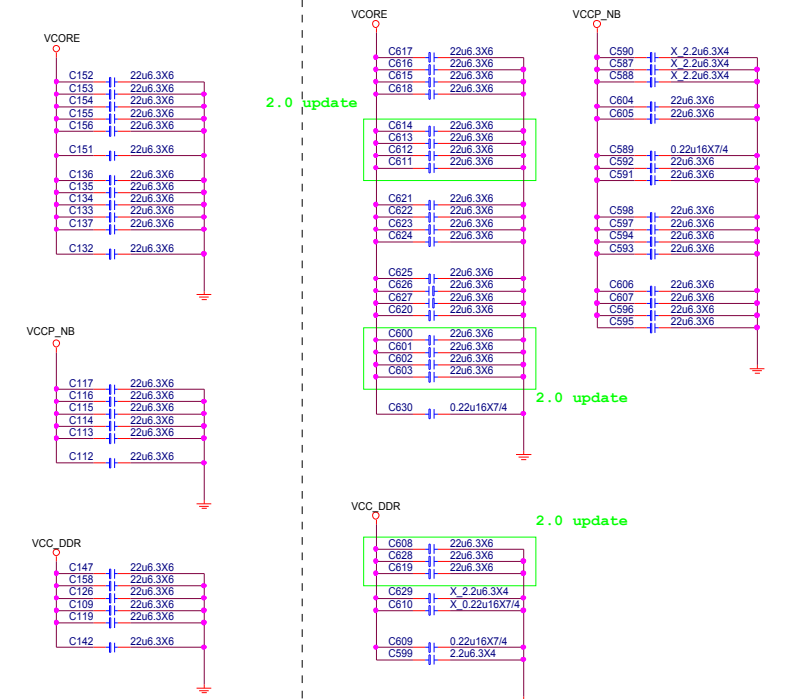 VCORE
C152 22u6.3X6
C153 22u6.3X6
C154 22u6.3X6
C155 22u6.3X6
C156 22u6.3X6
C151 22u6.3X6
C136 22u6.3X6
C135 22u6.3X6
C134 22u6.3X6
C133 22u6.3X6
C137 22u6.3X6
C132 22u6.3X6
VCCP_NB
C117 22u6.3X6
C116 22u6.3X6
C115 22u6.3X6
C114 22u6.3X6
C113 22u6.3X6
C112 22u6.3X6
VCC_DDR
C147 22u6.3X6
C158 22u6.3X6
C126 22u6.3X6
C109 22u6.3X6
C119 22u6.3X6
C142 22u6.3X6
VCORE
C617 22u6.3X6
C616 22u6.3X6
C615 22u6.3X6
C618 22u6.3X6
2.0 update
C614 22u6.3X6
C613 22u6.3X6
C612 22u6.3X6
C611 22u6.3X6
C621 22u6.3X6
C622 22u6.3X6
C623 22u6.3X6
C624 22u6.3X6
C625 22u6.3X6
C626 22u6.3X6
C627 22u6.3X6
C620 22u6.3X6
C600 22u6.3X6
C601 22u6.3X6
C602 22u6.3X6
C603 22u6.3X6
2.0 update
C630 0.22u16X7/4
VCC_DDR
2.0 update
C608 22u6.3X6
C628 22u6.3X6
C619 22u6.3X6
C629 X_2.2u6.3X4
C610 X_0.22u16X7/4
C609 0.22u16X7/4
C599 2.2u6.3X4
VCCP_NB
C590 X_2.2u6.3X4
C587 X_2.2u6.3X4
C588 X_2.2u6.3X4
C604 22u6.3X6
C605 22u6.3X6
C589 0.22u16X7/4
C592 22u6.3X6
C591 22u6.3X6
C598 22u6.3X6
C597 22u6.3X6
C594 22u6.3X6
C593 22u6.3X6
C606 22u6.3X6
C607 22u6.3X6
C596 22u6.3X6
C595 22u6.3X6